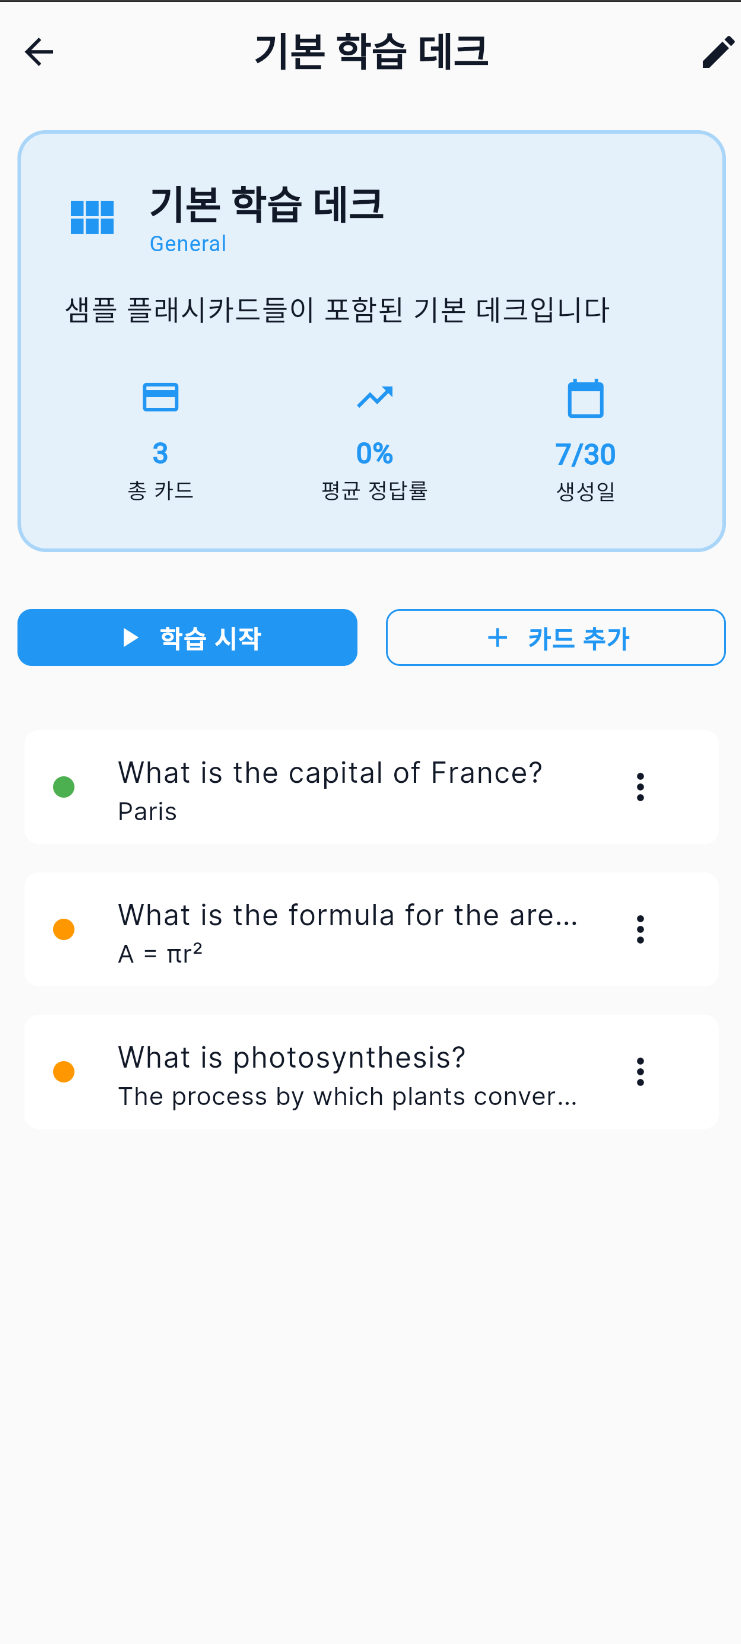 기본 학습 데크
기본 학습 데크
General
샘플 플래시카드들이 포함된 기본 데크입니다
3
총 카드
0%
평균 정답률
7/30
생성일
학습 시작
카드 추가
What is the capital of France?
Paris
What is the formula for the are...
A = πr²
What is photosynthesis?
The process by which plants conver...